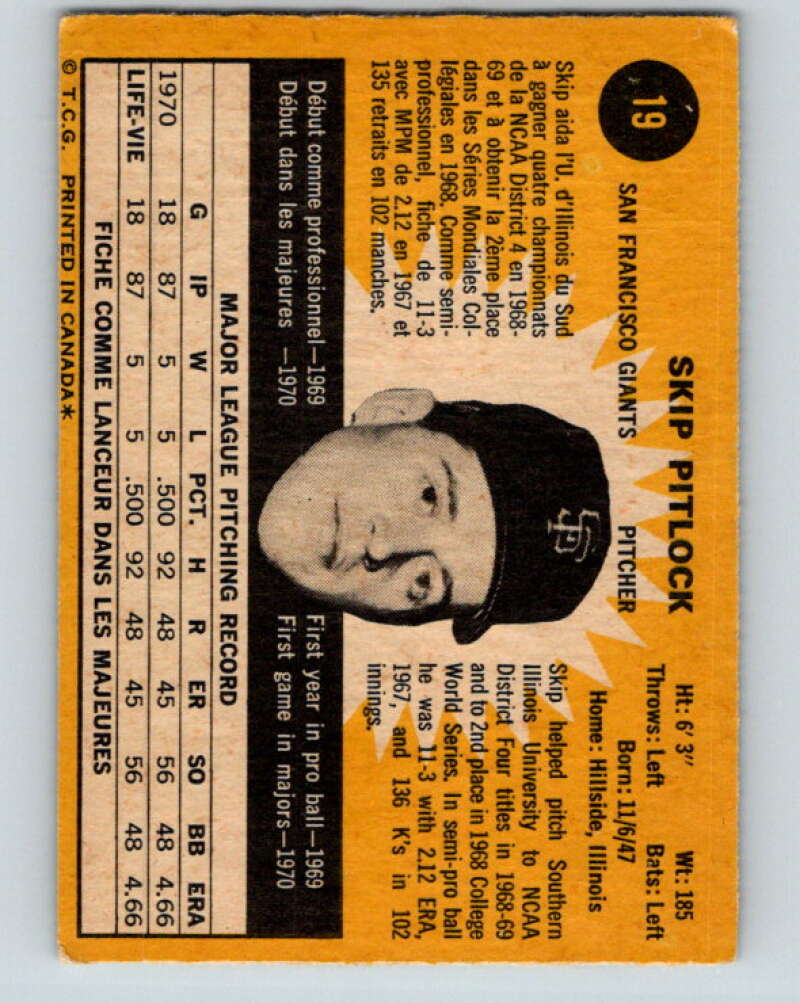 19
SKIP PITLOCK
SAN FRANCISCO GIANTS PITCHER
Ht: 6' 3" Wt: 185
Throws: Left Bats: Left
Born: 11/6/47
Home: Hillside, Illinois
Skip aida l'U. d'Illinois du Sud
à gagner quatre championnats
de la NCAA District 4 en 1968-
69 et à obtenir la 2ème place
dans les Séries Mondiales Col-
légiales en 1968. Comme semi-
professionnel, fiche de 11-3
avec MPM de 2.12 en 1967 et
135 retraits en 102 manches.
Skip helped pitch Southern
Illinois University to NCAA
District Four titles in 1968-69
and to 2nd place in 1968 College
World Series. In semi-pro ball
he was 11-3 with 2.12 ERA,
1967, and 136 K's in 102
innings.
SF
Début comme professionnel—1969
Début dans les majeures —1970
First year in pro ball—1969
First game in majors—1970
MAJOR LEAGUE PITCHING RECORD
G IP W L PCT. H R ER SO BB ERA
1970 18 87 5 5 .500 92 48 45 56 48 4.66
LIFE-VIE 18 87 5 5 .500 92 48 45 56 48 4.66
FICHE COMME LANCEUR DANS LES MAJEURES
© T.C.G. PRINTED IN CANADA*